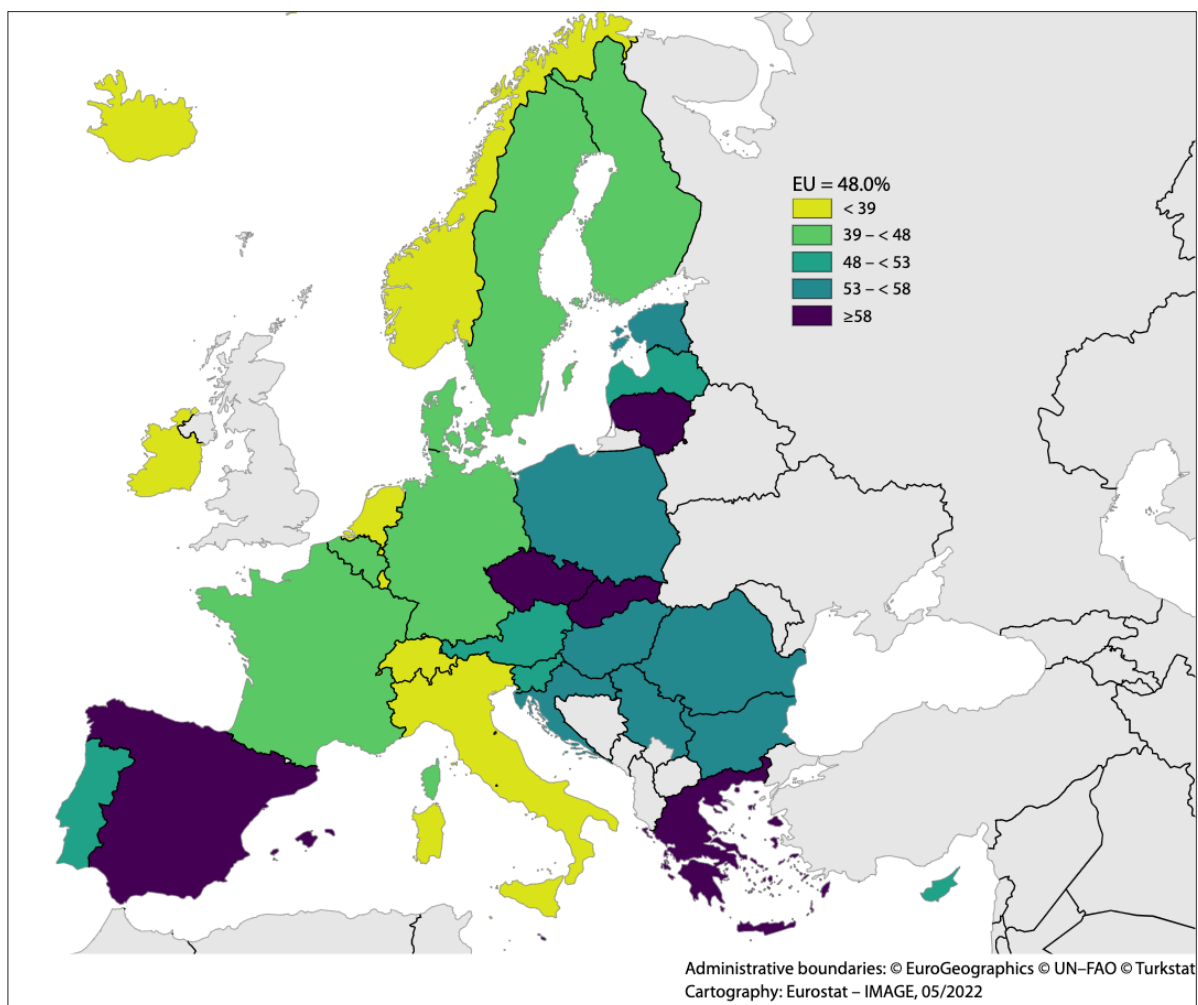 EU = 48.0%
< 39
39 – < 48
48 – < 53
53 – < 58
≥58
Administrative boundaries: © EuroGeographics © UN–FAO © Turkstat
Cartography: Eurostat – IMAGE, 05/2022